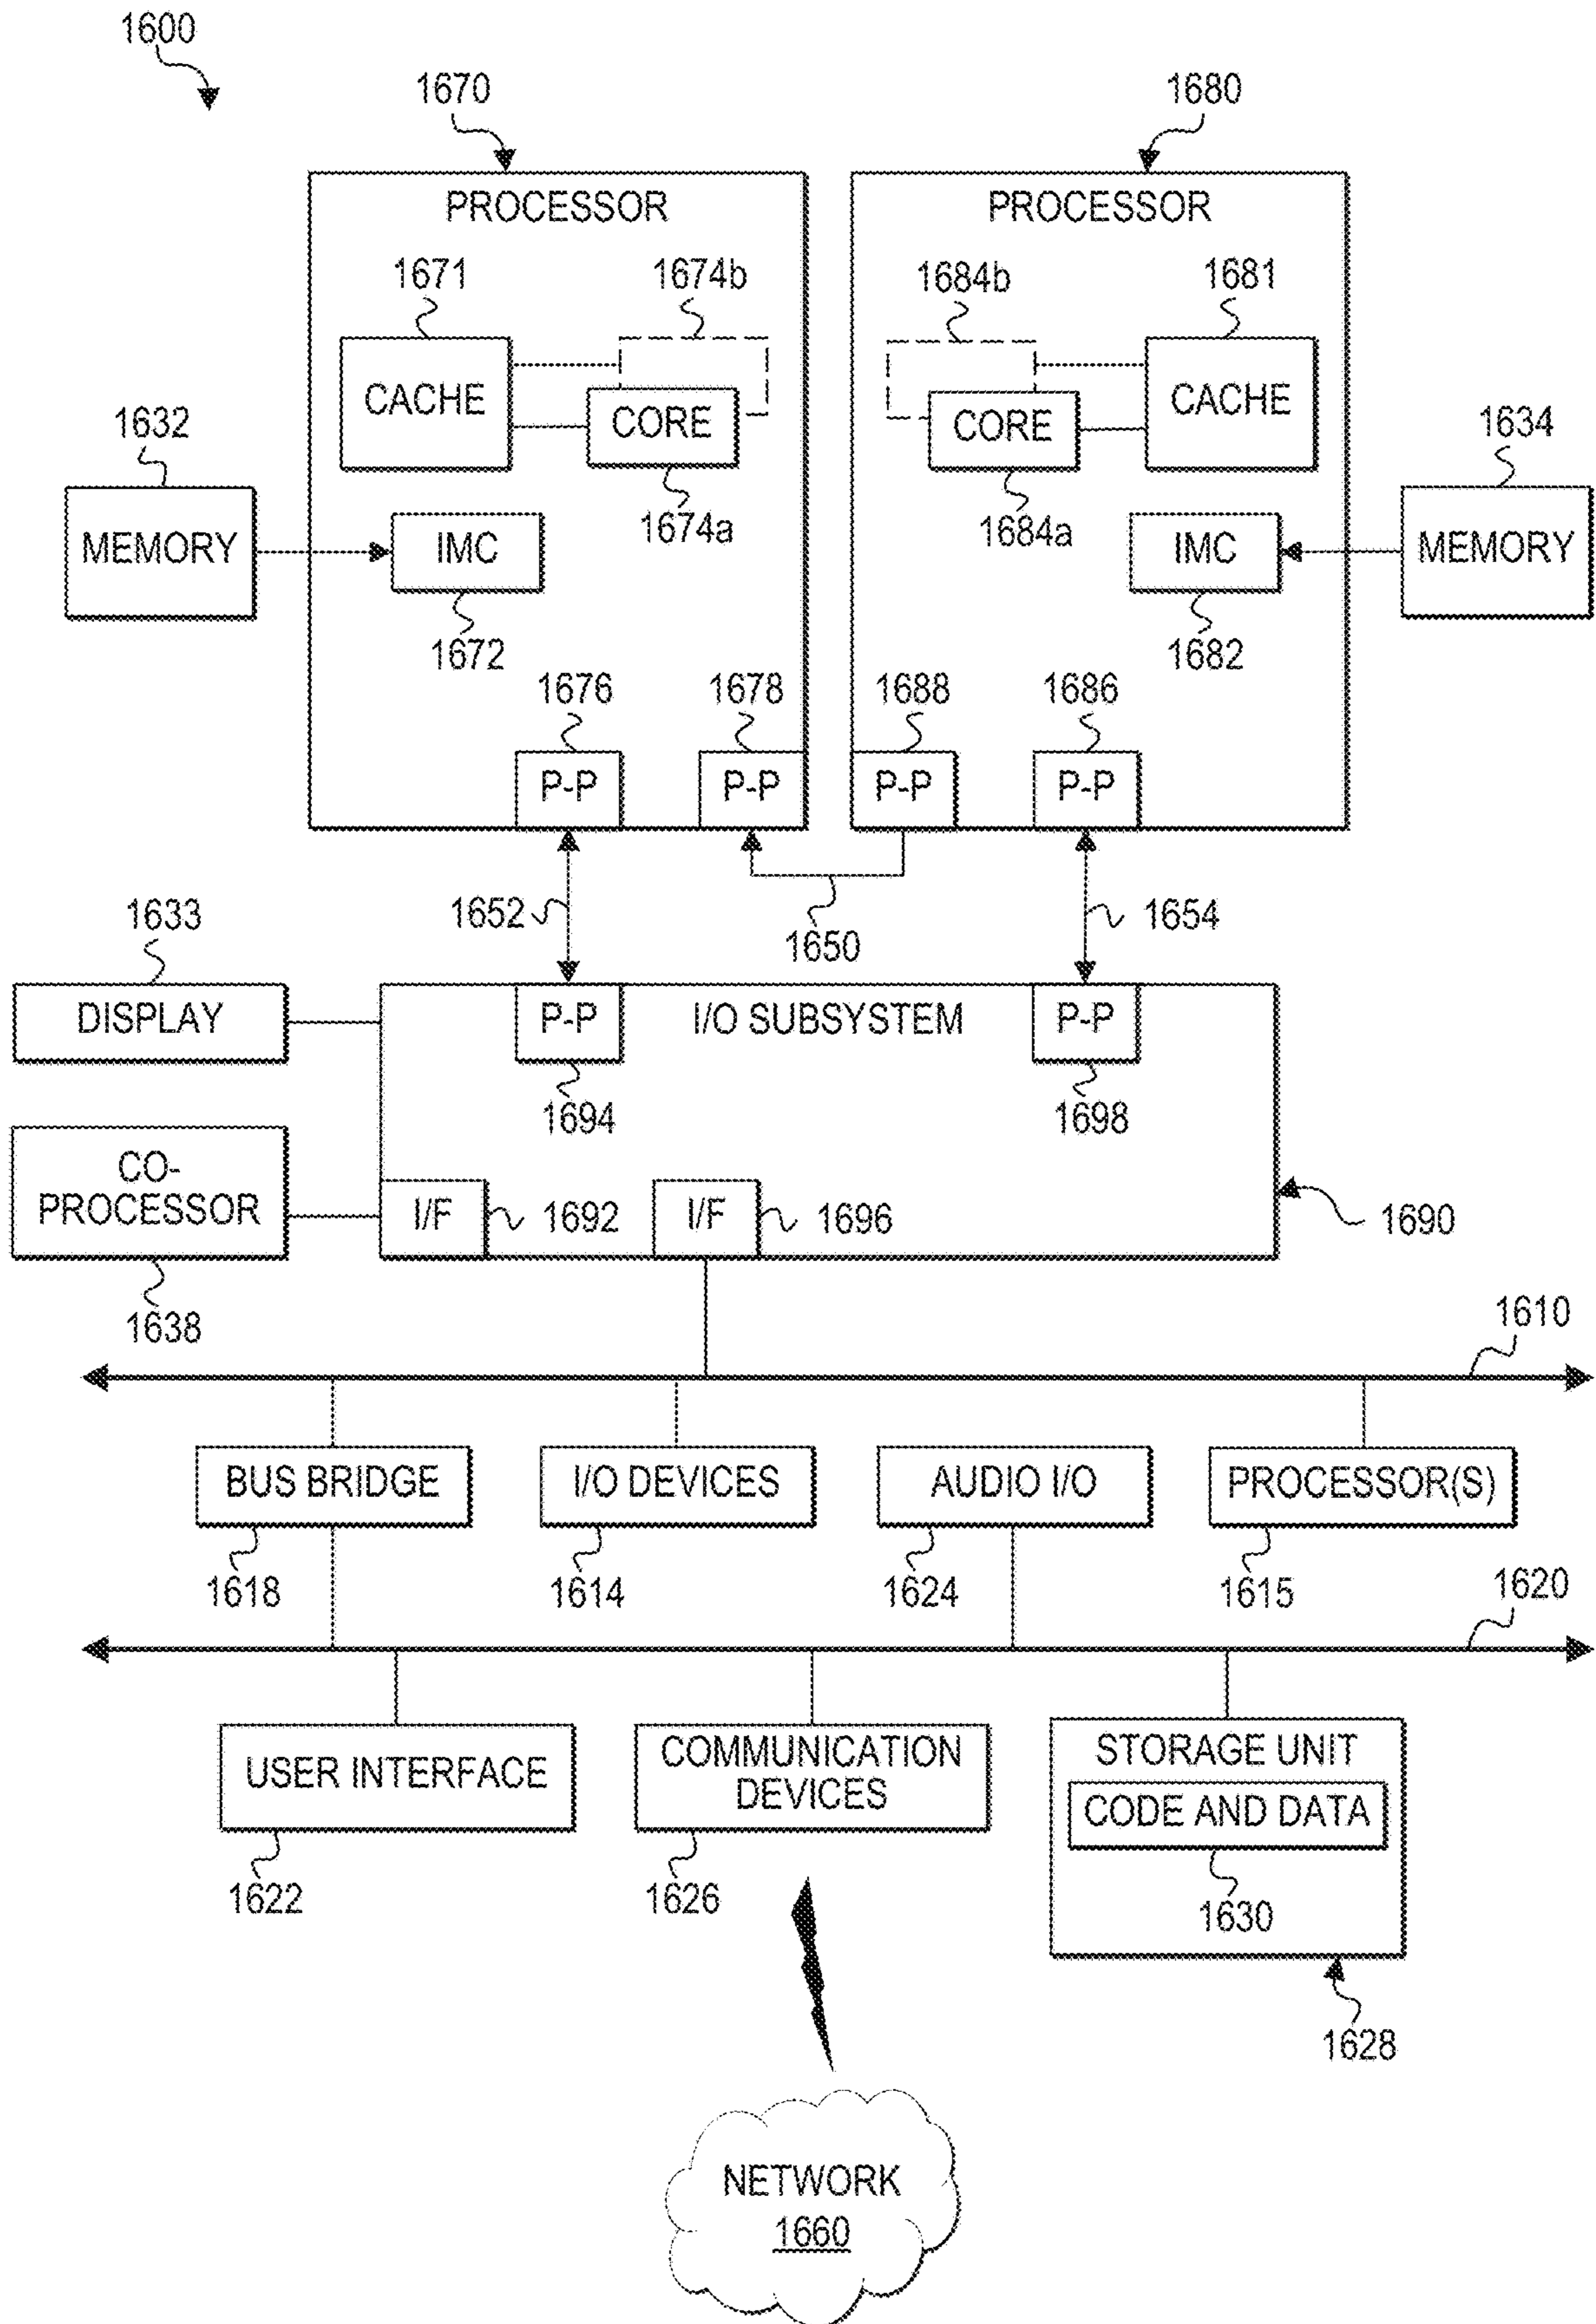 1600
1670
1680
PROCESSOR
PROCESSOR
1671
1674b
1684b
1681
CACHE
CORE
CORE
CACHE
1632
1634
1674a
1684a
MEMORY
IMC
IMC
MEMORY
1672
1682
1676
1678
1688
1686
P-P
P-P
P-P
P-P
1633
1652
1650
1654
DISPLAY
P-P
I/O SUBSYSTEM
P-P
1694
1698
CO-
PROCESSOR
I/F
1692
I/F
1696
1690
1638
1610
BUS BRIDGE
I/O DEVICES
AUDIO I/O
PROCESSOR(S)
1618
1614
1624
1615
1620
USER INTERFACE
COMMUNICATION
DEVICES
STORAGE UNIT
CODE AND DATA
1622
1626
1630
1628
NETWORK
1660